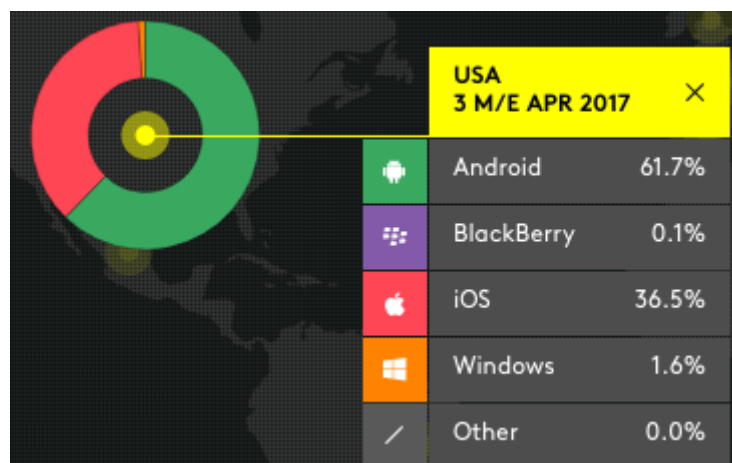 USA
3 M/E APR 2017
Android 61.7%
BlackBerry 0.1%
iOS 36.5%
Windows 1.6%
Other 0.0%